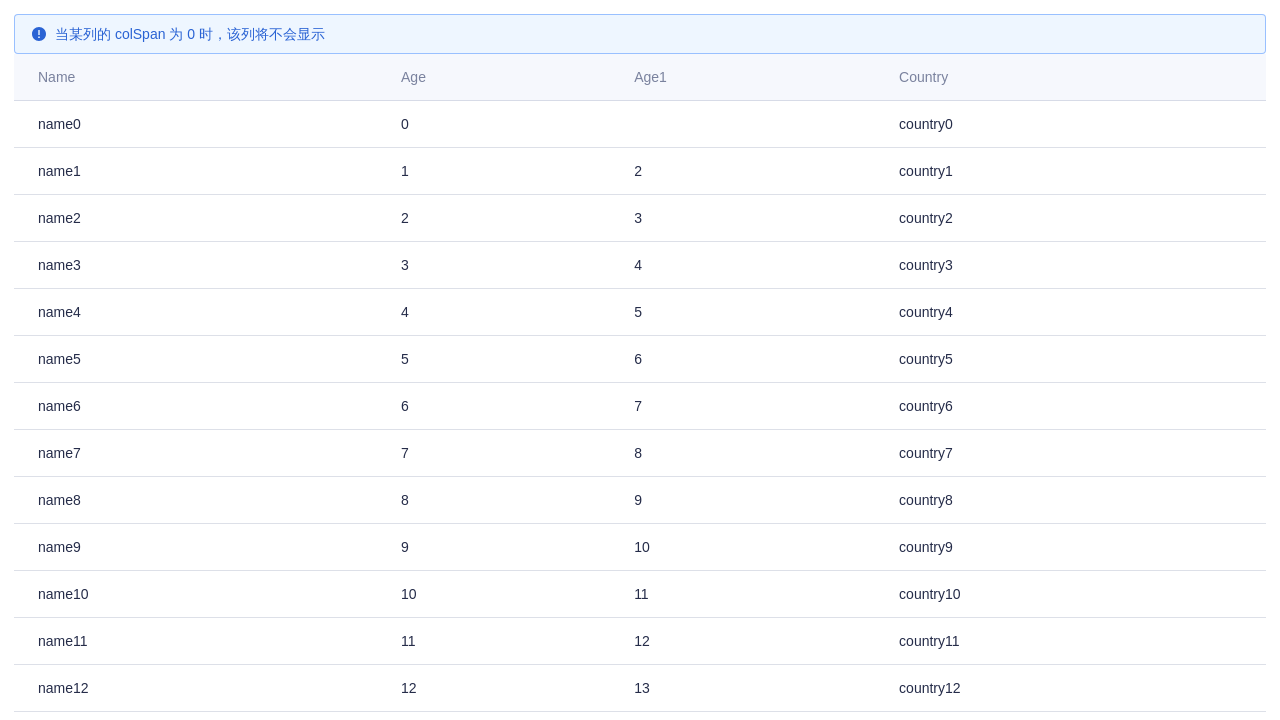 当某列的 colSpan 为 0 时，该列将不会显示
Name Age Age1 Country
name0 0 country0
name1 1 2 country1
name2 2 3 country2
name3 3 4 country3
name4 4 5 country4
name5 5 6 country5
name6 6 7 country6
name7 7 8 country7
name8 8 9 country8
name9 9 10 country9
name10 10 11 country10
name11 11 12 country11
name12 12 13 country12